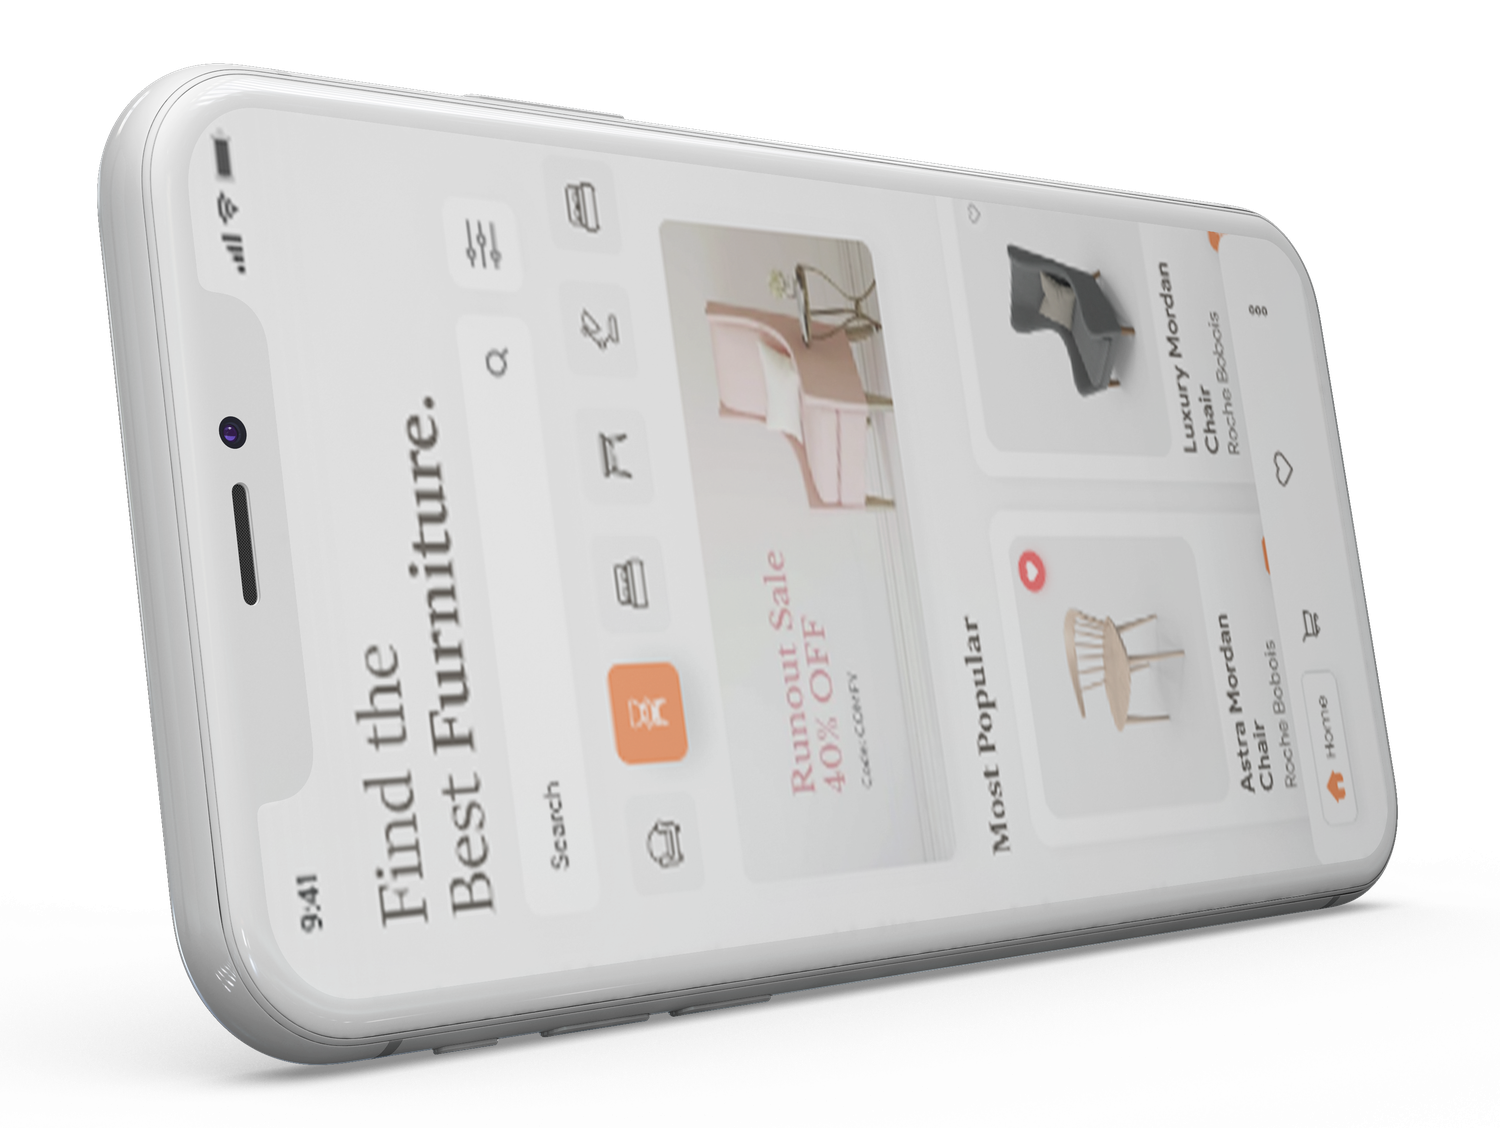 9:41
Find the
Best Furniture.
Search
Runout Sale
40% OFF
Code: COMFY
Most Popular
Astra Mordan
Chair
Roche Bobois
Luxury Mordan
Chair
Roche Bobois
Home